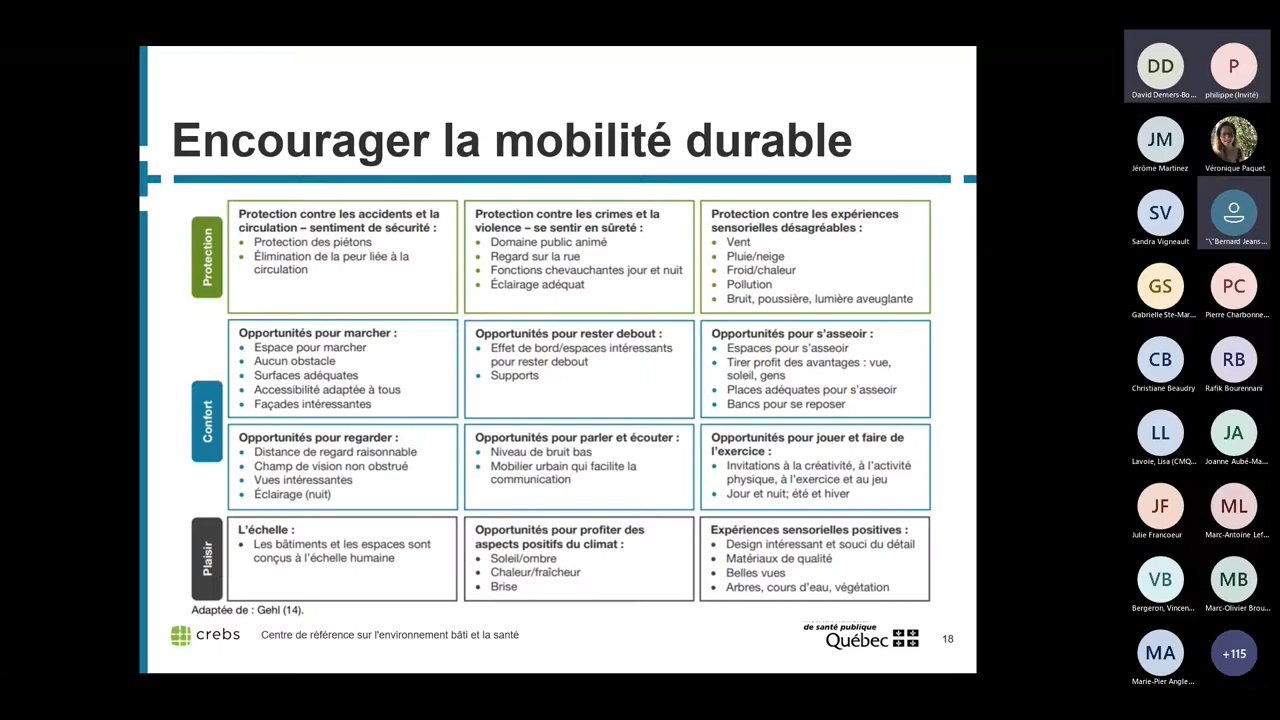 Encourager la mobilité durable
Protection
Protection contre les accidents et la
circulation – sentiment de sécurité :
• Protection des piétons
• Élimination de la peur liée à la
circulation
Protection contre les crimes et la
violence – se sentir en sûreté :
• Domaine public animé
• Regard sur la rue
• Fonctions chevauchantes jour et nuit
• Éclairage adéquat
Protection contre les expériences
sensorielles désagréables :
• Vent
• Pluie/neige
• Froid/chaleur
• Pollution
• Bruit, poussière, lumière aveuglante
Confort
Opportunités pour marcher :
• Espace pour marcher
• Aucun obstacle
• Surfaces adéquates
• Accessibilité adaptée à tous
• Façades intéressantes
Opportunités pour rester debout :
• Effet de bord/espaces intéressants
pour rester debout
• Supports
Opportunités pour s'asseoir :
• Espaces pour s'asseoir
• Tirer profit des avantages : vue,
soleil, gens
• Places adéquates pour s'asseoir
• Bancs pour se reposer
Opportunités pour regarder :
• Distance de regard raisonnable
• Champ de vision non obstrué
• Vues intéressantes
• Éclairage (nuit)
Opportunités pour parler et écouter :
• Niveau de bruit bas
• Mobilier urbain qui facilite la
communication
Opportunités pour jouer et faire de
l'exercice :
• Invitations à la créativité, à l'activité
physique, à l'exercice et au jeu
• Jour et nuit; été et hiver
Plaisir
L'échelle :
• Les bâtiments et les espaces sont
conçus à l'échelle humaine
Opportunités pour profiter des
aspects positifs du climat :
• Soleil/ombre
• Chaleur/fraîcheur
• Brise
Expériences sensorielles positives :
• Design intéressant et souci du détail
• Matériaux de qualité
• Belles vues
• Arbres, cours d'eau, végétation
Adaptée de : Gehl (14).
crebs
Centre de référence sur l'environnement bâti et la santé
de santé publique
Québec
18
DD
David Demers-Bo...
P
philippe (Invité)
JM
Jérôme Martinez
Véronique Paquet
SV
Sandra Vigneault
"\"Bernard Jeans...
GS
Gabrielle Ste-Mar...
PC
Pierre Charbonne...
CB
Christiane Beaudry
RB
Rafik Bourennani
LL
Lavoie, Lisa (CMQ...
JA
Joanne Aubé-Ma...
JF
Julie Francoeur
ML
Marc-Antoine Lef...
VB
Bergeron, Vincen...
MB
Marc-Olivier Brou...
MA
Marie-Pier Angle...
+115